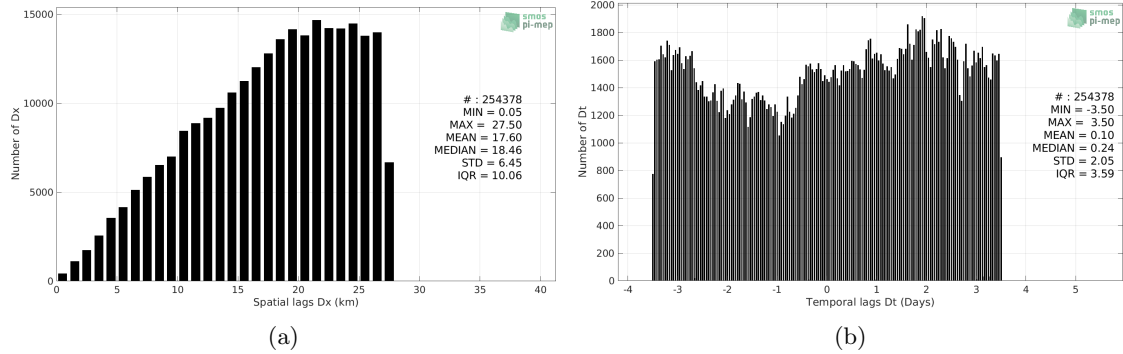 15000
10000
5000
0
0 5 10 15 20 25 30 35 40
Number of Dx
Spatial lags Dx (km)
smos
pi-mep
# : 254378
MIN = 0.05
MAX = 27.50
MEAN = 17.60
MEDIAN = 18.46
STD = 6.45
IQR = 10.06
(a)
2000
1800
1600
1400
1200
1000
800
600
400
200
0
-4 -3 -2 -1 0 1 2 3 4 5
Number of Dt
Temporal lags Dt (Days)
smos
pi-mep
# : 254378
MIN = -3.50
MAX = 3.50
MEAN = 0.10
MEDIAN = 0.24
STD = 2.05
IQR = 3.59
(b)